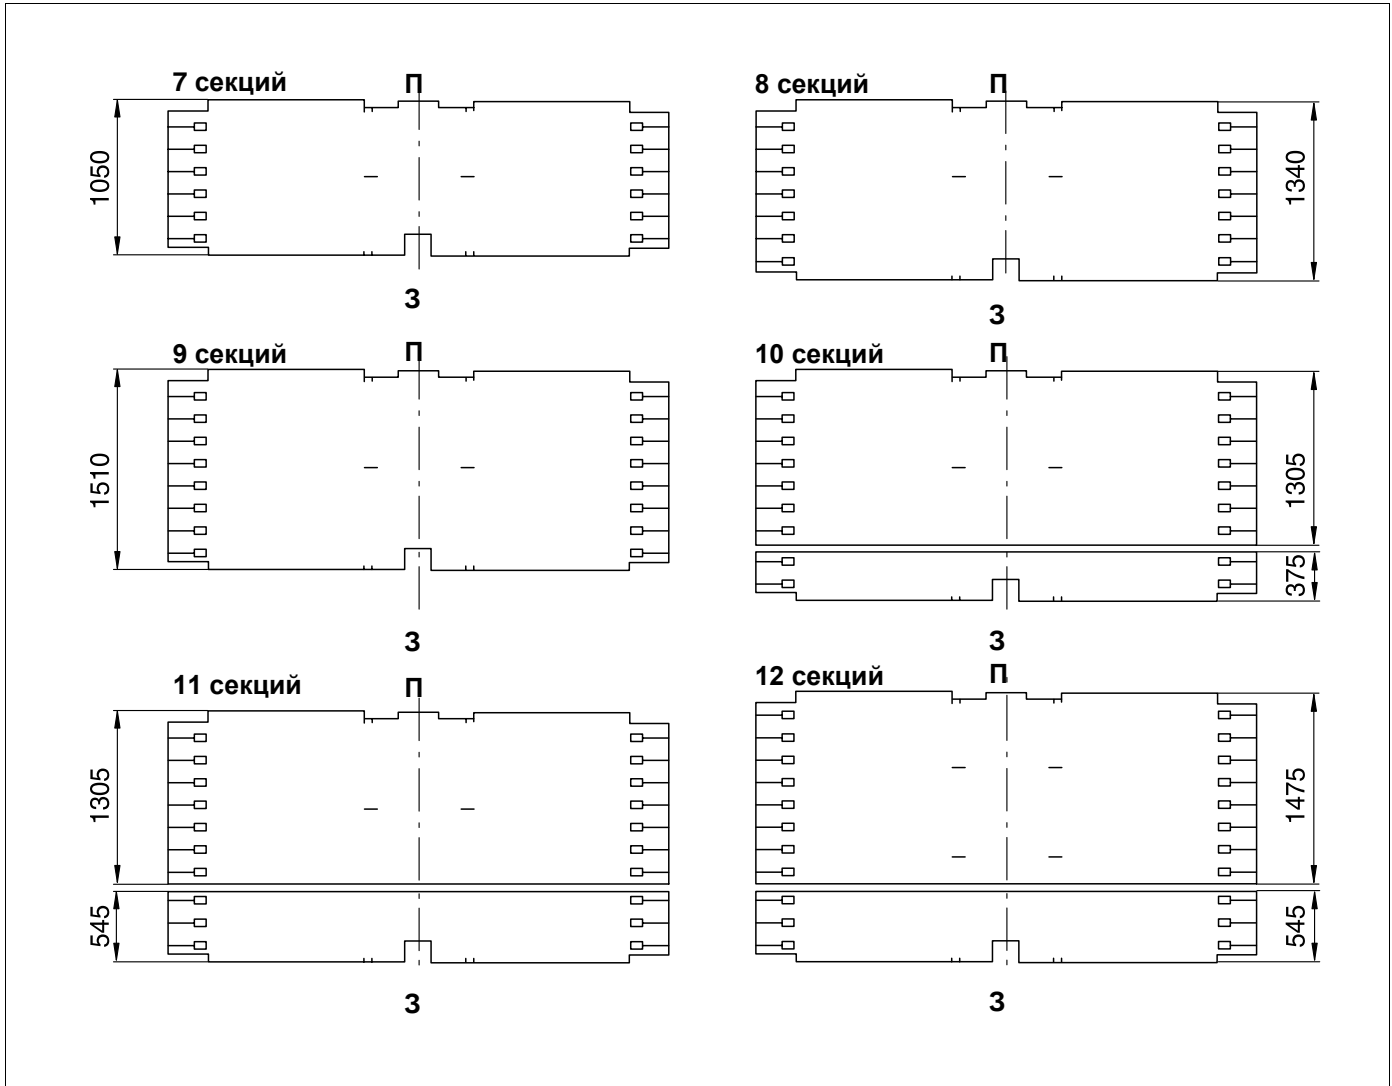 7 секций
П
1050
З
8 секций
П
1340
З
9 секций
П
1510
З
10 секций
П
1305
375
З
11 секций
П
1305
545
З
12 секций
П
1475
545
З